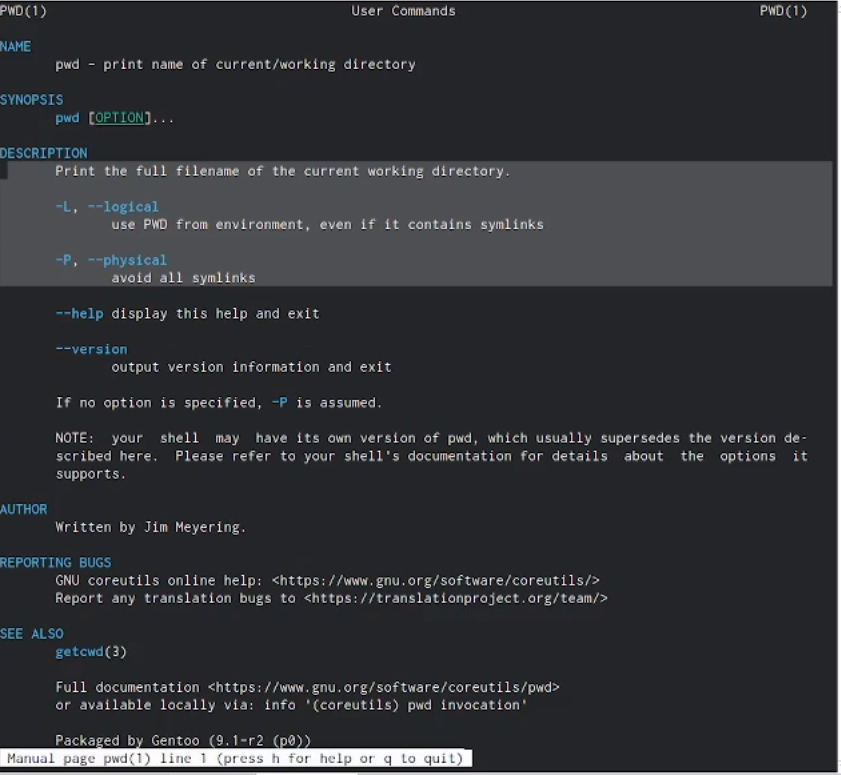 PWD(1) User Commands PWD(1)
NAME
pwd - print name of current/working directory
SYNOPSIS
pwd [OPTION]...
DESCRIPTION
Print the full filename of the current working directory.
-L, --logical
use PWD from environment, even if it contains symlinks
-P, --physical
avoid all symlinks
--help display this help and exit
--version
output version information and exit
If no option is specified, -P is assumed.
NOTE: your shell may have its own version of pwd, which usually supersedes the version de-
scribed here. Please refer to your shell's documentation for details about the options it
supports.
AUTHOR
Written by Jim Meyering.
REPORTING BUGS
GNU coreutils online help: <https://www.gnu.org/software/coreutils/>
Report any translation bugs to <https://translationproject.org/team/>
SEE ALSO
getcwd(3)
Full documentation <https://www.gnu.org/software/coreutils/pwd>
or available locally via: info '(coreutils) pwd invocation'
Packaged by Gentoo (9.1-r2 (p0))
Manual page pwd(1) line 1 (press h for help or q to quit)